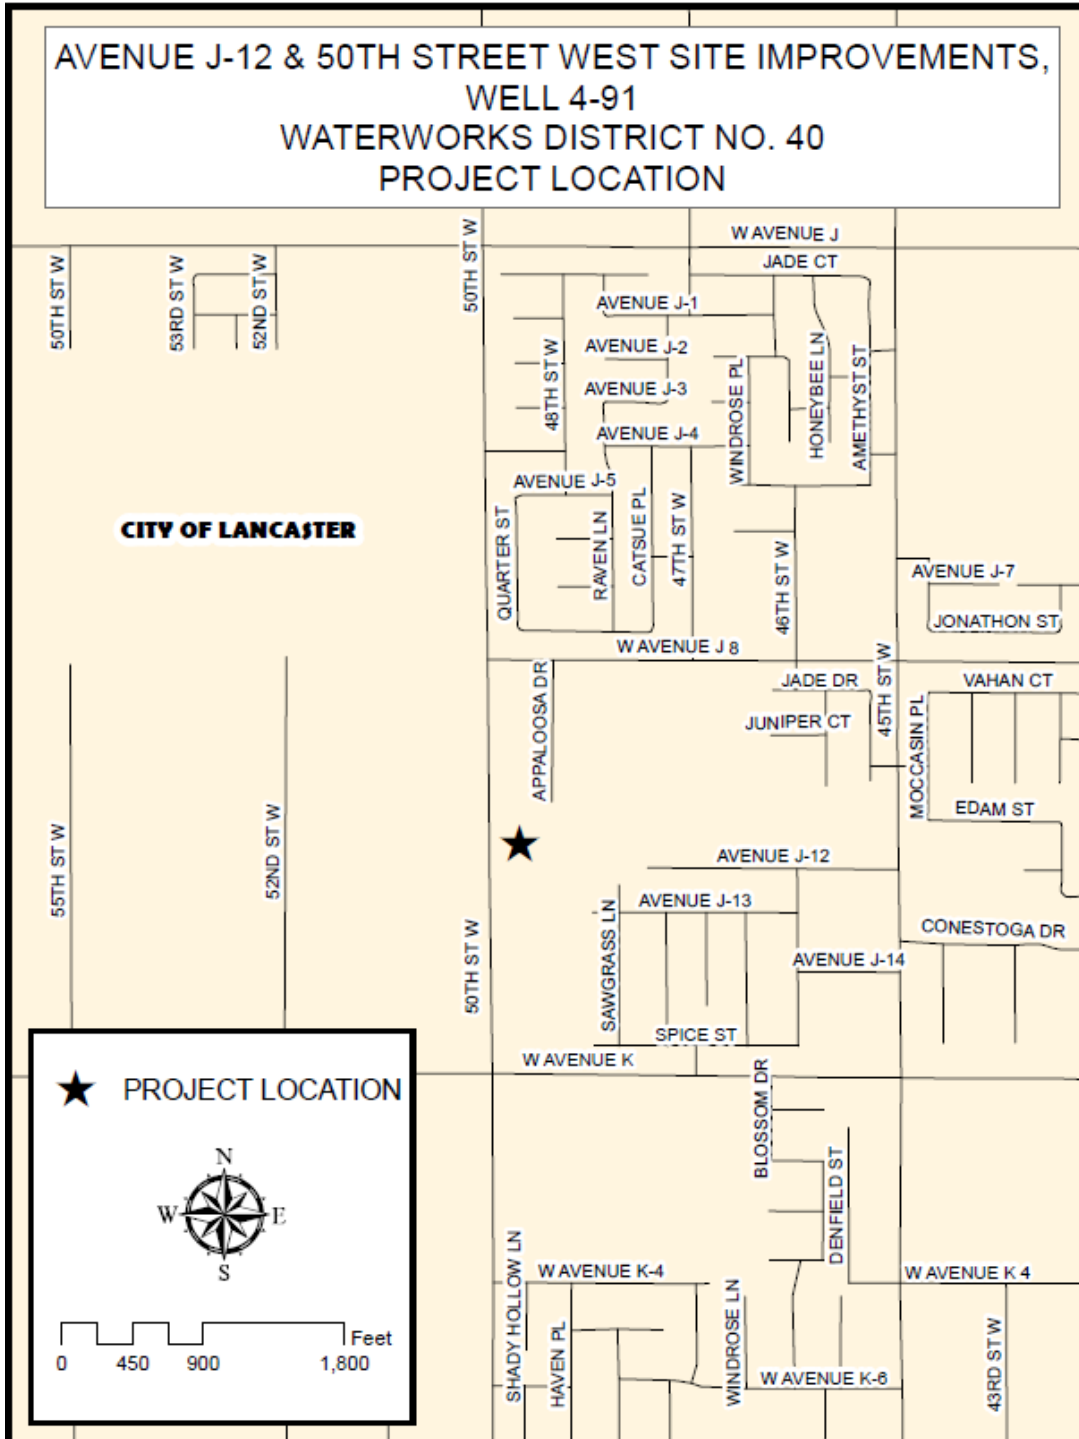 AVENUE J-12 & 50TH STREET WEST SITE IMPROVEMENTS,
WELL 4-91
WATERWORKS DISTRICT NO. 40
PROJECT LOCATION
W AVENUE J
50TH ST W
53RD ST W
52ND ST W
50TH ST W
JADE CT
AVENUE J-1
AVENUE J-2
AVENUE J-3
48TH ST W
WINDROSE PL
HONEYBEE LN
AMETHYST ST
AVENUE J-4
AVENUE J-5
CITY OF LANCASTER
QUARTER ST
RAVEN LN
CATSUE PL
47TH ST W
46TH ST W
AVENUE J-7
JONATHON ST
W AVENUE J 8
APPALOOSA DR
JADE DR
45TH ST W
VAHAN CT
JUNIPER CT
MOCCASIN PL
EDAM ST
55TH ST W
52ND ST W
AVENUE J-12
AVENUE J-13
SAWGRASS LN
50TH ST W
CONESTOGA DR
AVENUE J-14
SPICE ST
W AVENUE K
BLOSSOM DR
DENFIELD ST
PROJECT LOCATION
N
W
E
S
Feet
0
450
900
1,800
SHADY HOLLOW LN
W AVENUE K-4
W AVENUE K 4
HAVEN PL
WINDROSE LN
W AVENUE K-6
43RD ST W